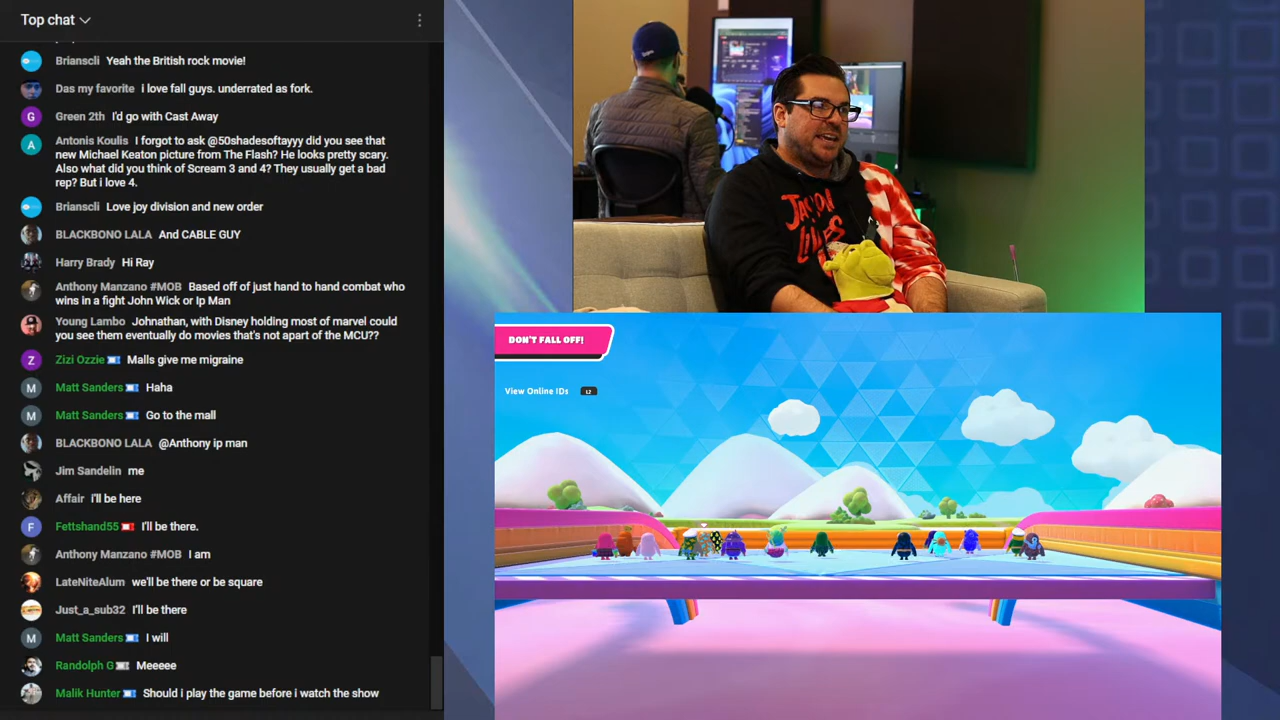 Top chat
Brianscli Yeah the British rock movie!
Das my favorite i love fall guys. underrated as fork.
G Green 2th I'd go with Cast Away
A Antonis Koulis I forgot to ask @50shadesoftayyy did you see that
new Michael Keaton picture from The Flash? He looks pretty scary.
Also what did you think of Scream 3 and 4? They usually get a bad
rep? But i love 4.
Brianscli Love joy division and new order
BLACKBONO LALA And CABLE GUY
Harry Brady Hi Ray
Anthony Manzano #MOB Based off of just hand to hand combat who
wins in a fight John Wick or Ip Man
Young Lambo Johnathan, with Disney holding most of marvel could
you see them eventually do movies that's not apart of the MCU??
Z Zizi Ozzie Malls give me migraine
M Matt Sanders Haha
M Matt Sanders Go to the mall
BLACKBONO LALA @Anthony ip man
Jim Sandelin me
Affair i'll be here
F Fettshand55 I'll be there.
Anthony Manzano #MOB I am
LateNiteAlum we'll be there or be square
Just_a_sub32 I'll be there
M Matt Sanders I will
Randolph G Meeeee
Malik Hunter Should i play the game before i watch the show
DON'T FALL OFF!
View Online IDs L2